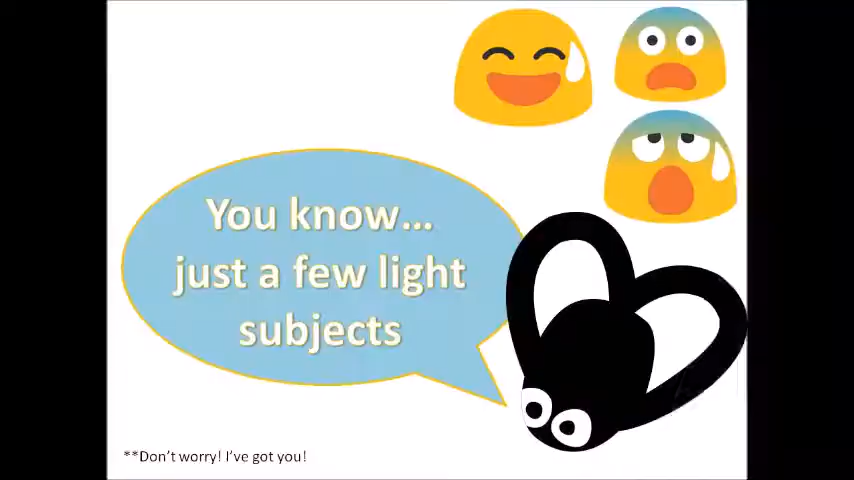 You know…
just a few light
subjects
**Don't worry! I've got you!